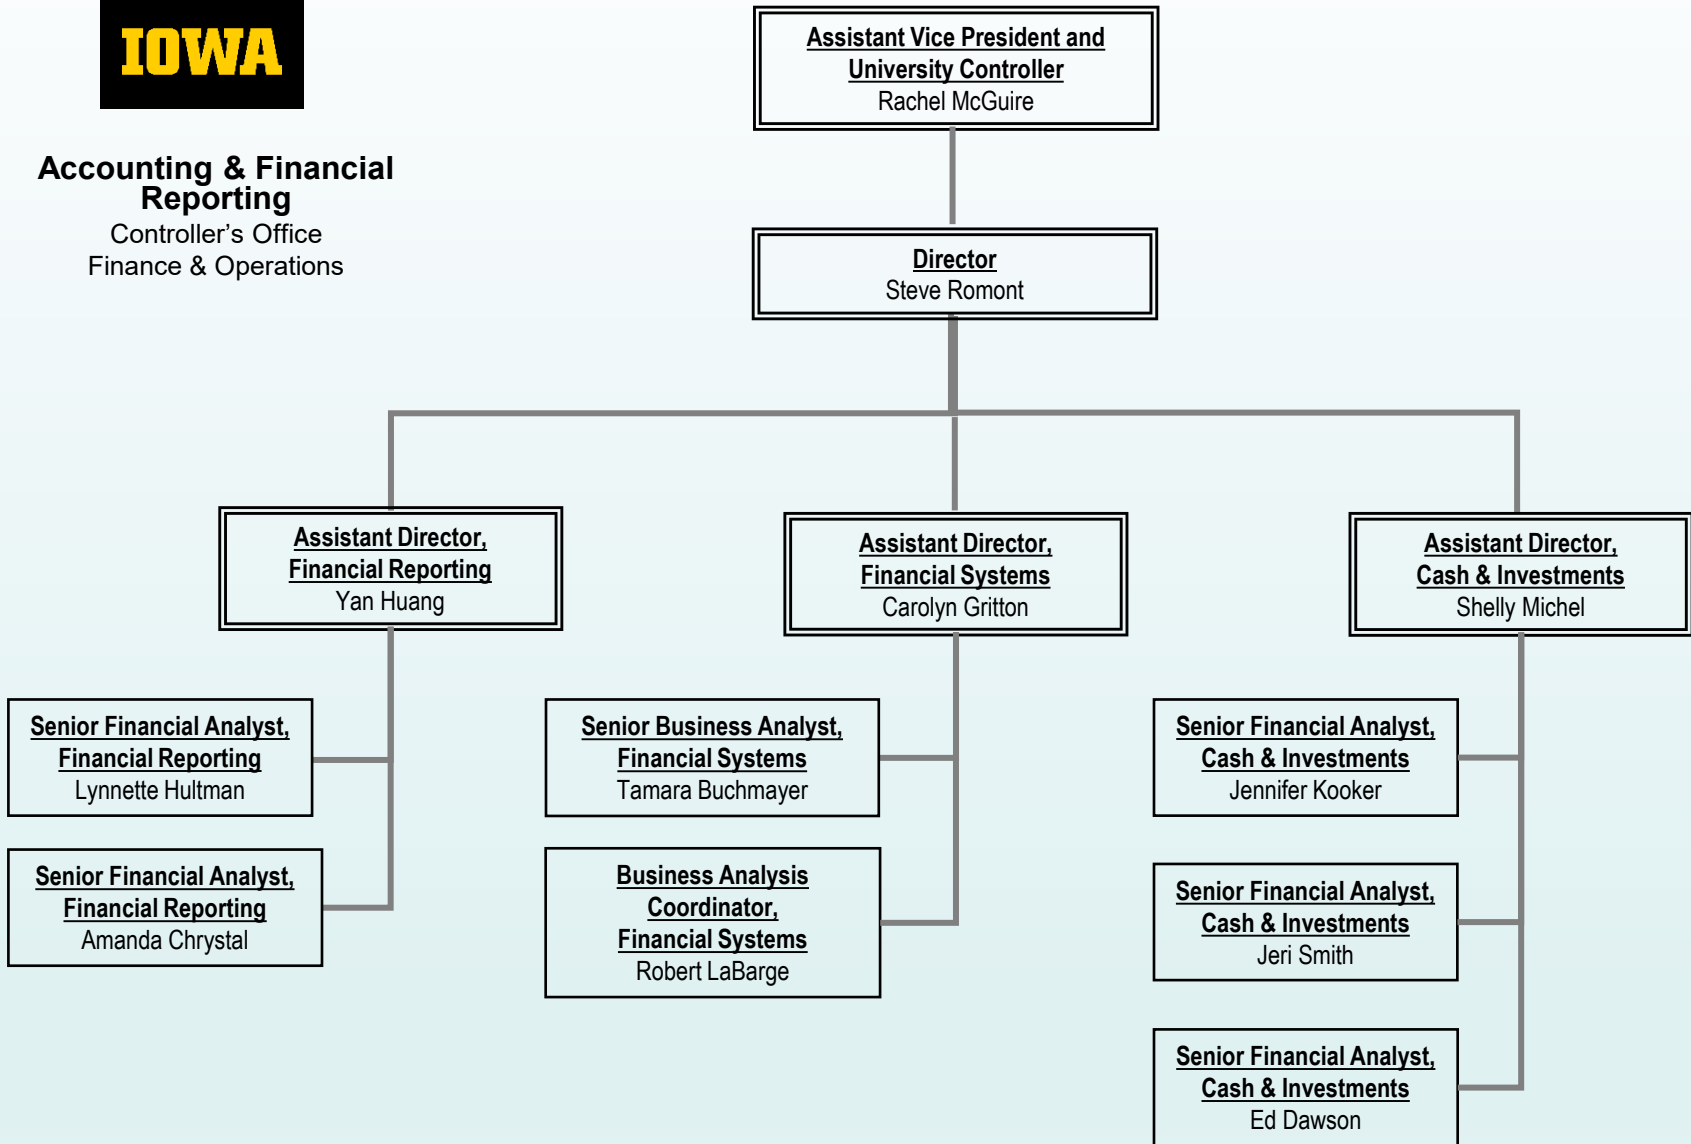 IOWA
Accounting & Financial
Reporting
Controller’s Office
Finance & Operations
Assistant Vice President and
University Controller
Rachel McGuire
Director
Steve Romont
Assistant Director,
Financial Reporting
Yan Huang
Assistant Director,
Financial Systems
Carolyn Gritton
Assistant Director,
Cash & Investments
Shelly Michel
Senior Financial Analyst,
Financial Reporting
Lynnette Hultman
Senior Business Analyst,
Financial Systems
Tamara Buchmayer
Senior Financial Analyst,
Cash & Investments
Jennifer Kooker
Senior Financial Analyst,
Financial Reporting
Amanda Chrystal
Business Analysis
Coordinator,
Financial Systems
Robert LaBarge
Senior Financial Analyst,
Cash & Investments
Jeri Smith
Senior Financial Analyst,
Cash & Investments
Ed Dawson